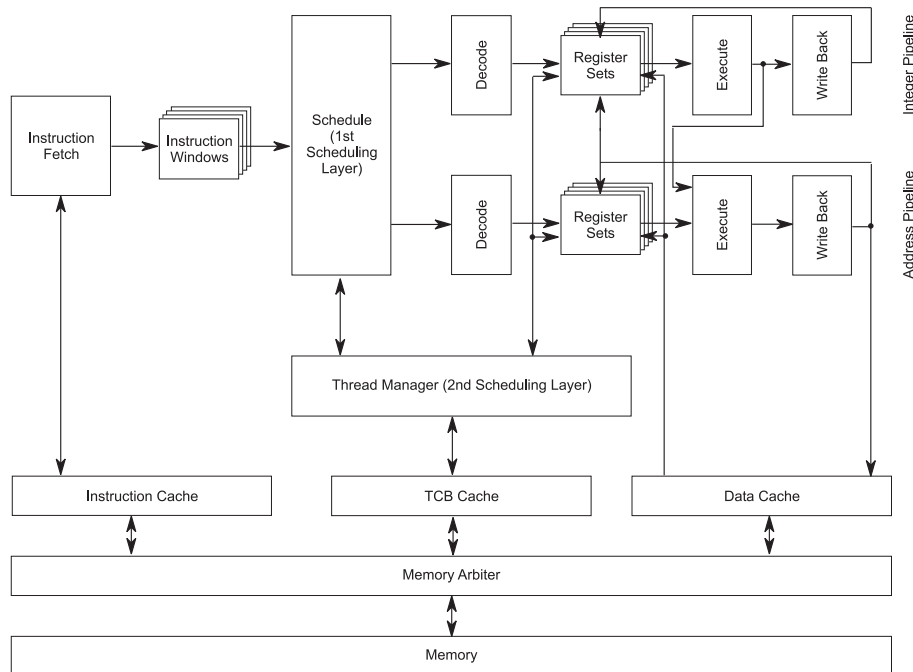 Decode
Register
Sets
Execute
Write Back
Integer Pipeline
Instruction
Fetch
Instruction
Windows
Schedule
(1st
Scheduling
Layer)
Decode
Register
Sets
Execute
Write Back
Address Pipeline
Thread Manager (2nd Scheduling Layer)
Instruction Cache
TCB Cache
Data Cache
Memory Arbiter
Memory